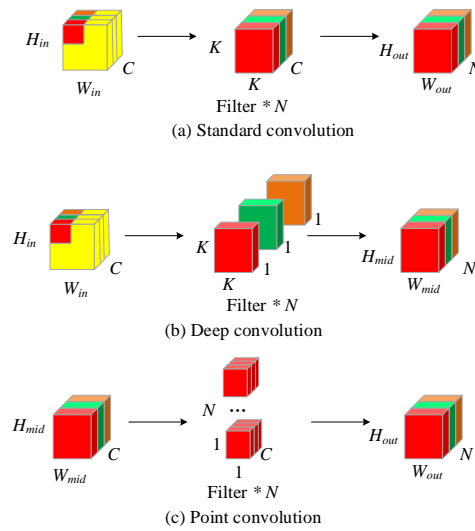 H_in
W_in
C
K
K
C
H_out
W_out
N
Filter * N
(a) Standard convolution
H_in
W_in
C
K
K
1
1
1
H_mid
W_mid
N
Filter * N
(b) Deep convolution
H_mid
W_mid
C
N
...
1
1
C
H_out
W_out
N
Filter * N
(c) Point convolution